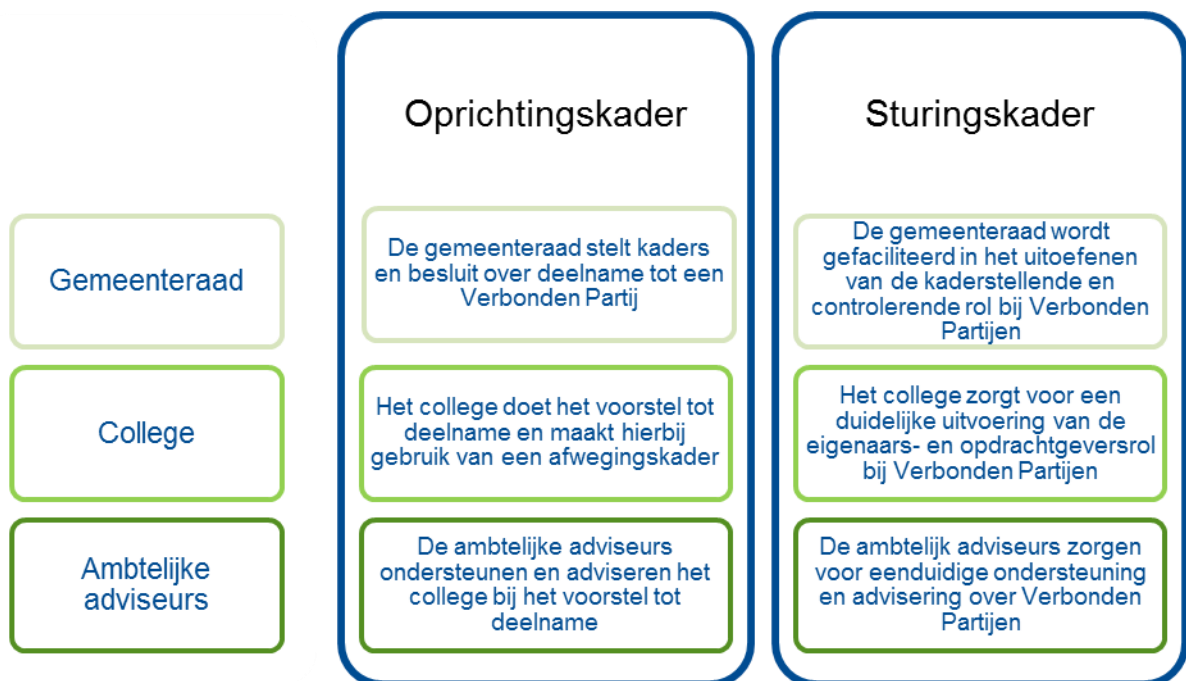 Oprichtingskader
Sturingskader
Gemeenteraad
De gemeenteraad stelt kaders
en besluit over deelname tot een
Verbonden Partij
De gemeenteraad wordt
gefaciliteerd in het uitoefenen
van de kaderstellende en
controlerende rol bij Verbonden
Partijen
College
Het college doet het voorstel tot
deelname en maakt hierbij
gebruik van een afwegingskader
Het college zorgt voor een
duidelijke uitvoering van de
eigenaars- en opdrachtgeversrol
bij Verbonden Partijen
Ambtelijke
adviseurs
De ambtelijke adviseurs
ondersteunen en adviseren het
college bij het voorstel tot
deelname
De ambtelijk adviseurs zorgen
voor eenduidige ondersteuning
en advisering over Verbonden
Partijen